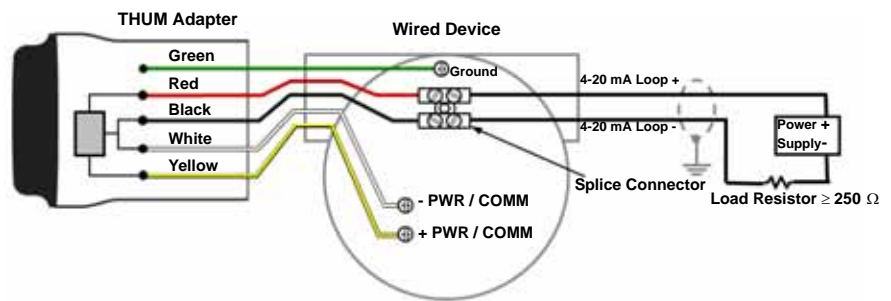 THUM Adapter
Wired Device
Green
Ground
Red
4-20 mA Loop +
Black
4-20 mA Loop -
White
Power +
Supply-
Yellow
Splice Connector
Load Resistor ≥ 250 Ω
- PWR / COMM
+ PWR / COMM